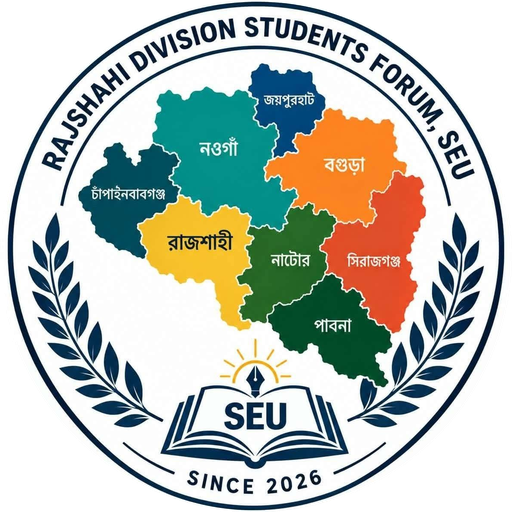 RAJSHAHI DIVISION STUDENTS FORUM, SEU
জয়পুরহাট
নওগাঁ
বগুড়া
চাঁপাইনবাবগঞ্জ
রাজশাহী
নাটোর
সিরাজগঞ্জ
পাবনা
SEU
SINCE 2026